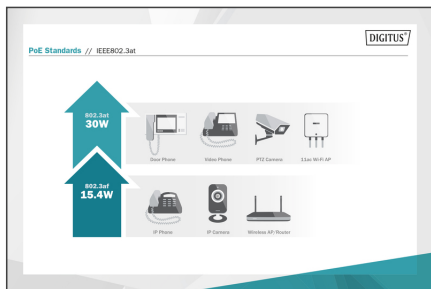 DIGITUS®
PoE Standards // IEEE802.3at
802.3at
30W
Door Phone
Video Phone
PTZ Camera
11ac Wi-Fi AP
802.3af
15.4W
IP Phone
IP Camera
Wireless AP/Router